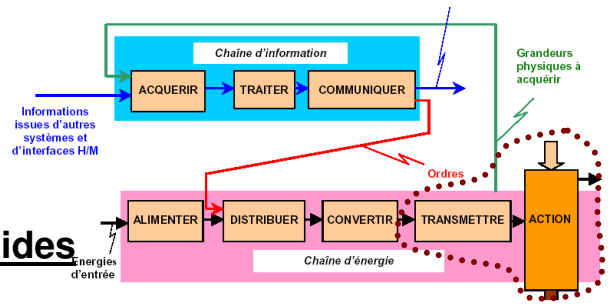 Chaîne d'information
Grandeurs
physiques à
acquérir
ACQUERIR
TRAITER
COMMUNIQUER
Informations
issues d'autres
systèmes et
d'interfaces H/M
Ordres
ALIMENTER
DISTRIBUER
CONVERTIR
TRANSMETTRE
ACTION
ides
Energies
d'entrée
Chaîne d'énergie